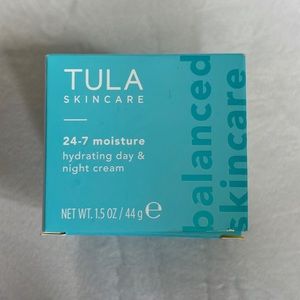 TULA
SKINCARE
24-7 moisture
hydrating day &
night cream
NET WT. 1.5 OZ / 44 g ℮
balanced
skincare